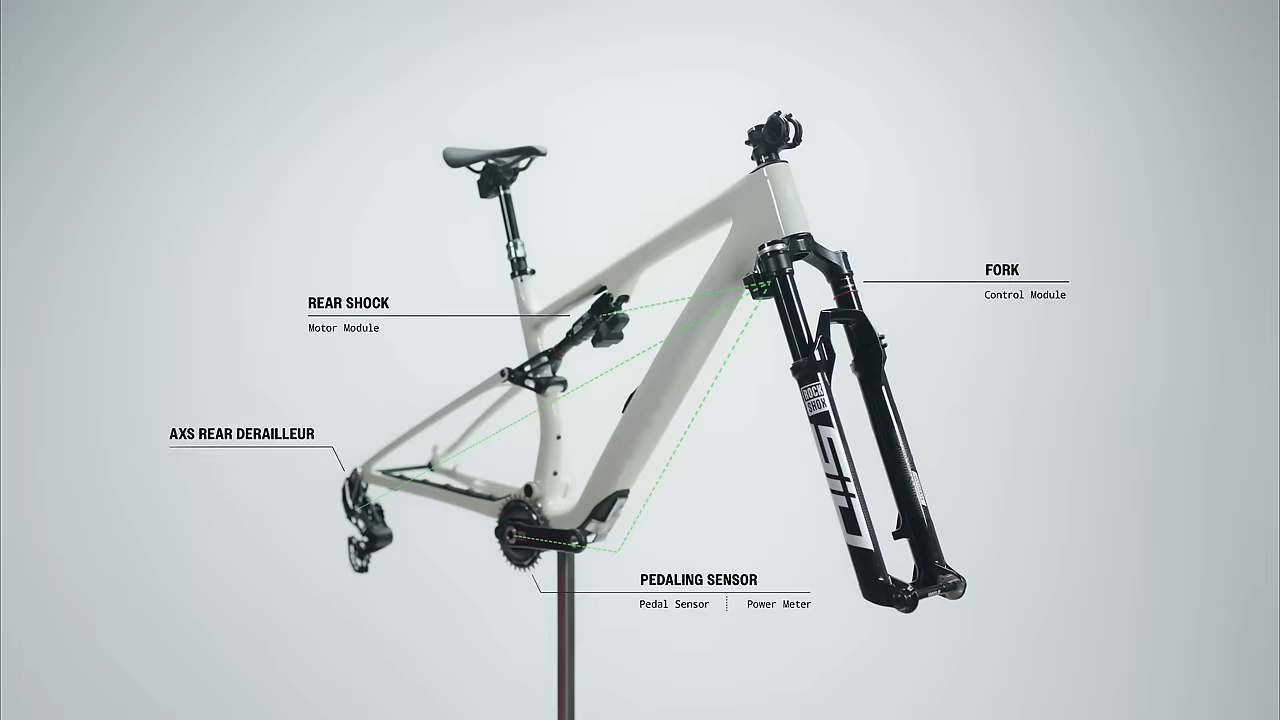 FORK
Control Module
REAR SHOCK
Motor Module
ROCK
SHOX
SID
AXS REAR DERAILLEUR
PEDALING SENSOR
Pedal Sensor
Power Meter